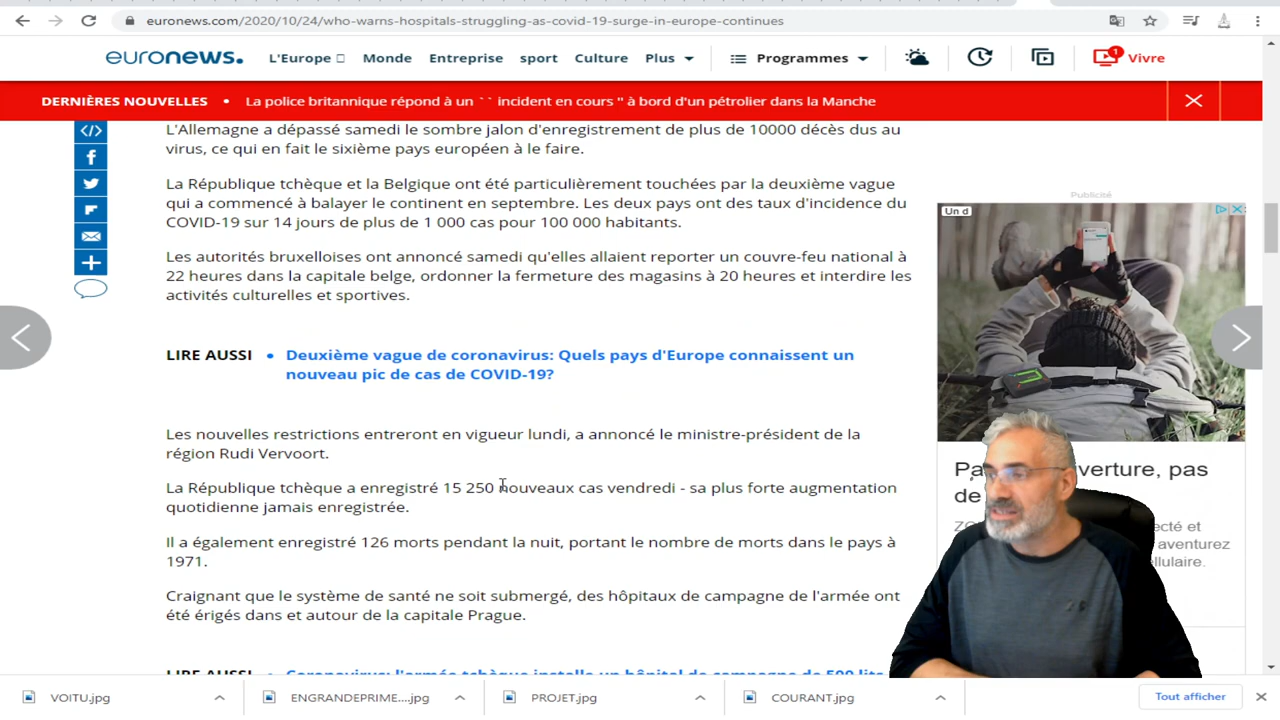 euronews.com/2020/10/24/who-warns-hospitals-struggling-as-covid-19-surge-in-europe-continues
euronews.
L'Europe Monde Entreprise sport Culture Plus Programmes 1 Vivre
DERNIÈRES NOUVELLES • La police britannique répond à un `` incident en cours '' à bord d'un pétrolier dans la Manche
L'Allemagne a dépassé samedi le sombre jalon d'enregistrement de plus de 10000 décès dus au
virus, ce qui en fait le sixième pays européen à le faire.
La République tchèque et la Belgique ont été particulièrement touchées par la deuxième vague
qui a commencé à balayer le continent en septembre. Les deux pays ont des taux d'incidence du
COVID-19 sur 14 jours de plus de 1 000 cas pour 100 000 habitants.
Les autorités bruxelloises ont annoncé samedi qu'elles allaient reporter un couvre-feu national à
22 heures dans la capitale belge, ordonner la fermeture des magasins à 20 heures et interdire les
activités culturelles et sportives.
LIRE AUSSI • Deuxième vague de coronavirus: Quels pays d'Europe connaissent un
nouveau pic de cas de COVID-19?
Les nouvelles restrictions entreront en vigueur lundi, a annoncé le ministre-président de la
région Rudi Vervoort.
La République tchèque a enregistré 15 250 nouveaux cas vendredi - sa plus forte augmentation
quotidienne jamais enregistrée.
Il a également enregistré 126 morts pendant la nuit, portant le nombre de morts dans le pays à
1971.
Craignant que le système de santé ne soit submergé, des hôpitaux de campagne de l'armée ont
été érigés dans et autour de la capitale Prague.
LIRE AUSSI • Coronavirus: l'armée tchèque installe un hôpital de campagne de 500 lits
Publicité
Un d
verture, pas
de
ecté et
aventurez
llulaire.
VOITU.jpg
ENGRANDEPRIME....jpg
PROJET.jpg
COURANT.jpg
Tout afficher